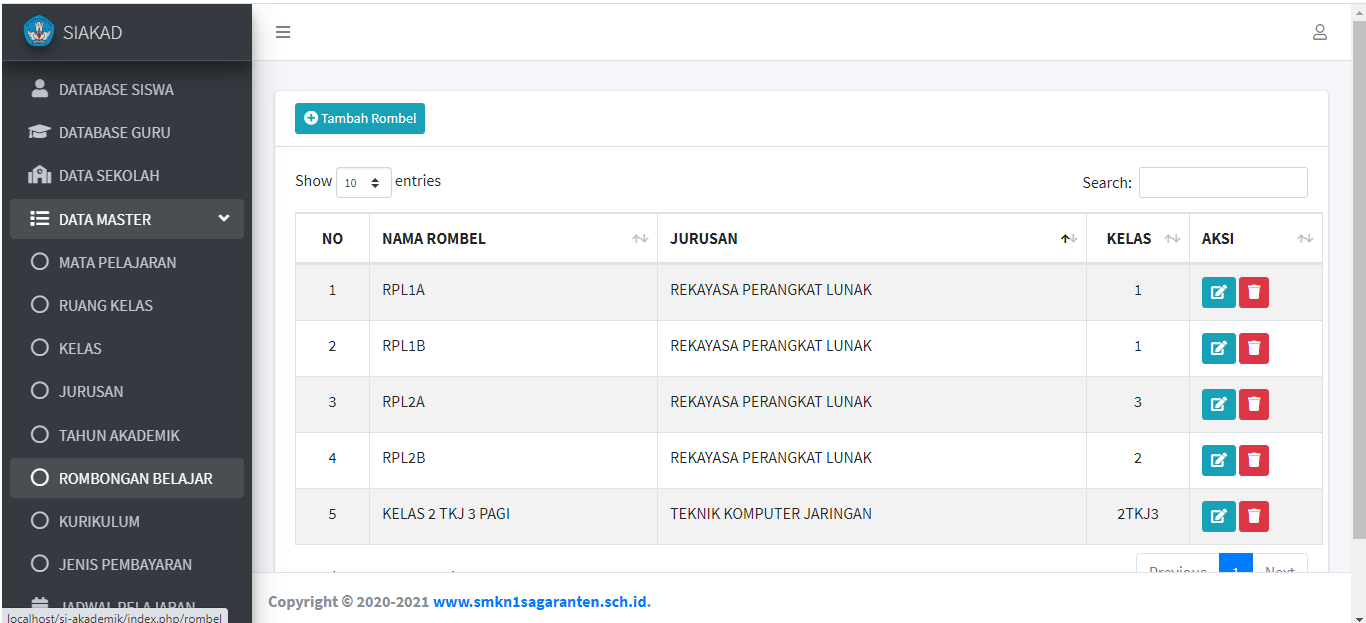 SIAKAD
DATABASE SISWA
DATABASE GURU
DATA SEKOLAH
DATA MASTER
MATA PELAJARAN
RUANG KELAS
KELAS
JURUSAN
TAHUN AKADEMIK
ROMBONGAN BELAJAR
KURIKULUM
JENIS PEMBAYARAN
JADWAL PELAJARAN
localhost/si-akademik/index.php/rombel
Tambah Rombel
Show 10 entries
Search:
NO NAMA ROMBEL JURUSAN KELAS AKSI
1 RPL1A REKAYASA PERANGKAT LUNAK 1
2 RPL1B REKAYASA PERANGKAT LUNAK 1
3 RPL2A REKAYASA PERANGKAT LUNAK 3
4 RPL2B REKAYASA PERANGKAT LUNAK 2
5 KELAS 2 TKJ 3 PAGI TEKNIK KOMPUTER JARINGAN 2TKJ3
Previous 1 Next
Copyright © 2020-2021 www.smkn1sagaranten.sch.id.